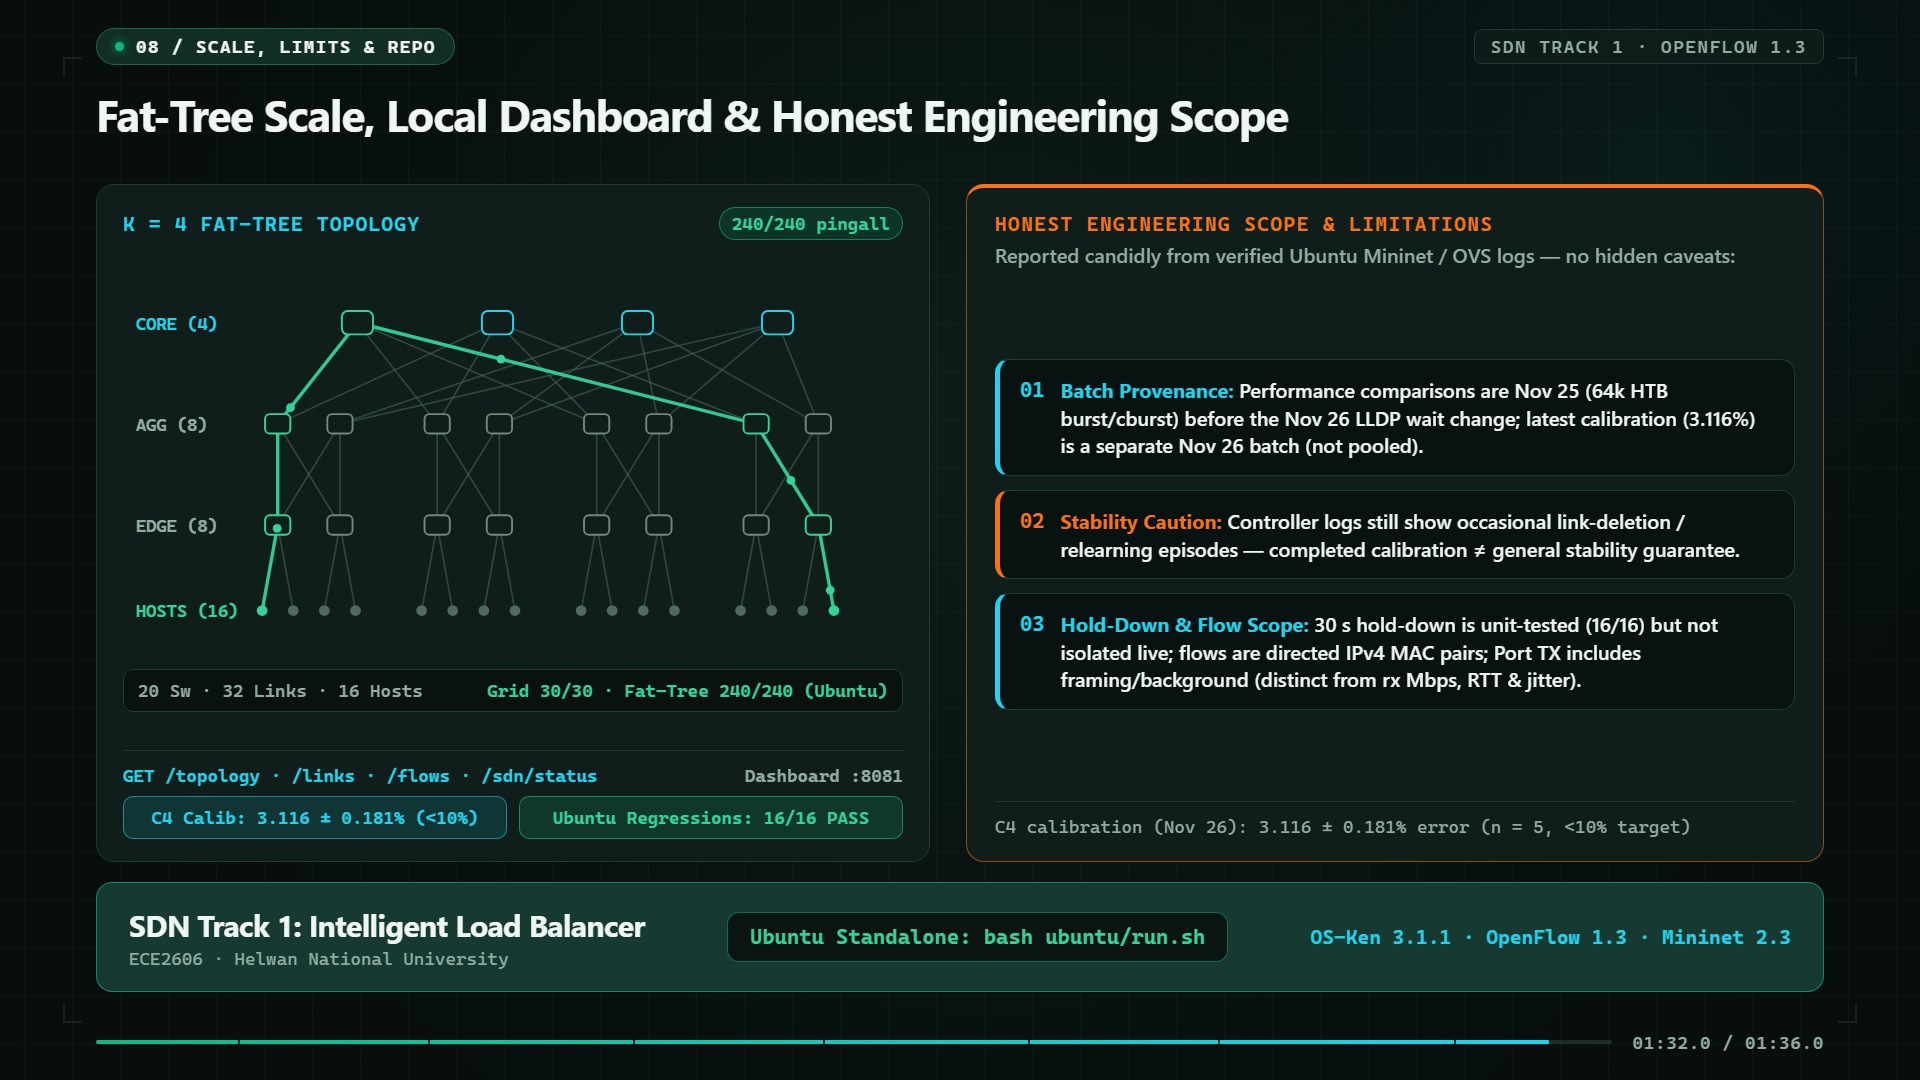 08 / SCALE, LIMITS & REPO
SDN TRACK 1 · OPENFLOW 1.3
Fat-Tree Scale, Local Dashboard & Honest Engineering Scope
K = 4 FAT-TREE TOPOLOGY
240/240 pingall
CORE (4)
AGG (8)
EDGE (8)
HOSTS (16)
20 Sw · 32 Links · 16 Hosts
Grid 30/30 · Fat-Tree 240/240 (Ubuntu)
GET /topology · /links · /flows · /sdn/status
Dashboard :8081
C4 Calib: 3.116 ± 0.181% (<10%)
Ubuntu Regressions: 16/16 PASS
HONEST ENGINEERING SCOPE & LIMITATIONS
Reported candidly from verified Ubuntu Mininet / OVS logs — no hidden caveats:
01 Batch Provenance: Performance comparisons are Nov 25 (64k HTB
burst/cburst) before the Nov 26 LLDP wait change; latest calibration (3.116%)
is a separate Nov 26 batch (not pooled).
02 Stability Caution: Controller logs still show occasional link-deletion /
relearning episodes — completed calibration ≠ general stability guarantee.
03 Hold-Down & Flow Scope: 30 s hold-down is unit-tested (16/16) but not
isolated live; flows are directed IPv4 MAC pairs; Port TX includes
framing/background (distinct from rx Mbps, RTT & jitter).
C4 calibration (Nov 26): 3.116 ± 0.181% error (n = 5, <10% target)
SDN Track 1: Intelligent Load Balancer
ECE2606 · Helwan National University
Ubuntu Standalone: bash ubuntu/run.sh
OS-Ken 3.1.1 · OpenFlow 1.3 · Mininet 2.3
01:32.0 / 01:36.0